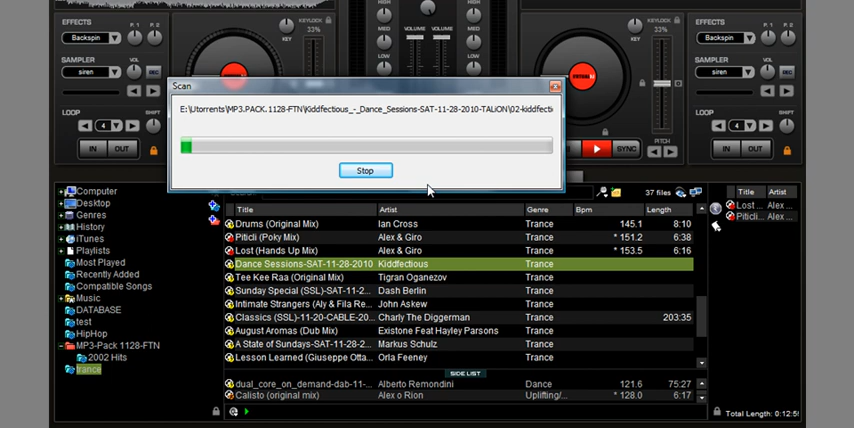 EFFECTS P. 1 P. 2
Backspin
SAMPLER VOL
siren REC
LOOP SHIFT
4
IN OUT
KEYLOCK
33%
KEY
MED
LOW
VOLUME VOLUME
MED
LOW
KEYLOCK
33%
KEY
PITCH
SYNC
EFFECTS P. 1 P. 2
Backspin
SAMPLER VOL
siren REC
LOOP SHIFT
4
IN OUT
Scan
E:\Utorrents\MP3.PACK.1128-FTN\Kiddfectious_-_Dance_Sessions-SAT-11-28-2010-TALiON\02-kiddfecti
Stop
Computer
Desktop
Genres
History
iTunes
Playlists
Most Played
Recently Added
Compatible Songs
Music
DATABASE
test
HipHop
MP3-Pack 1128-FTN
2002 Hits
trance
37 files
Title Artist Genre Bpm Length
Drums (Original Mix) Ian Cross Trance 145.1 8:10
Piticli (Poky Mix) Alex & Giro Trance * 151.2 6:38
Lost (Hands Up Mix) Alex & Giro Trance * 153.5 6:16
Dance Sessions-SAT-11-28-2010 Kiddfectious Trance
Tee Kee Raa (Original Mix) Tigran Oganezov Trance
Sunday Special (SSL)-SAT-11-2... Dash Berlin Trance
Intimate Strangers (Aly & Fila Re... John Askew Trance
Classics (SSL)-11-20-CABLE-20... Charly The Diggerman Trance 203:35
August Aromas (Dub Mix) Existone Feat Hayley Parsons Trance
A State of Sundays-SAT-11-28-2... Markus Schulz Trance
Lesson Learned (Giuseppe Otta... Orla Feeney Trance
SIDE LIST
dual_core_on_demand-dab-11-... Alberto Remondini Dance 121.6 75:27
Calisto (original mix) Alex o Rion Uplifting/... * 128.0 6:17
Title Artist
Lost ... Alex ...
Piticli... Alex ...
Total Length: 0:12:5